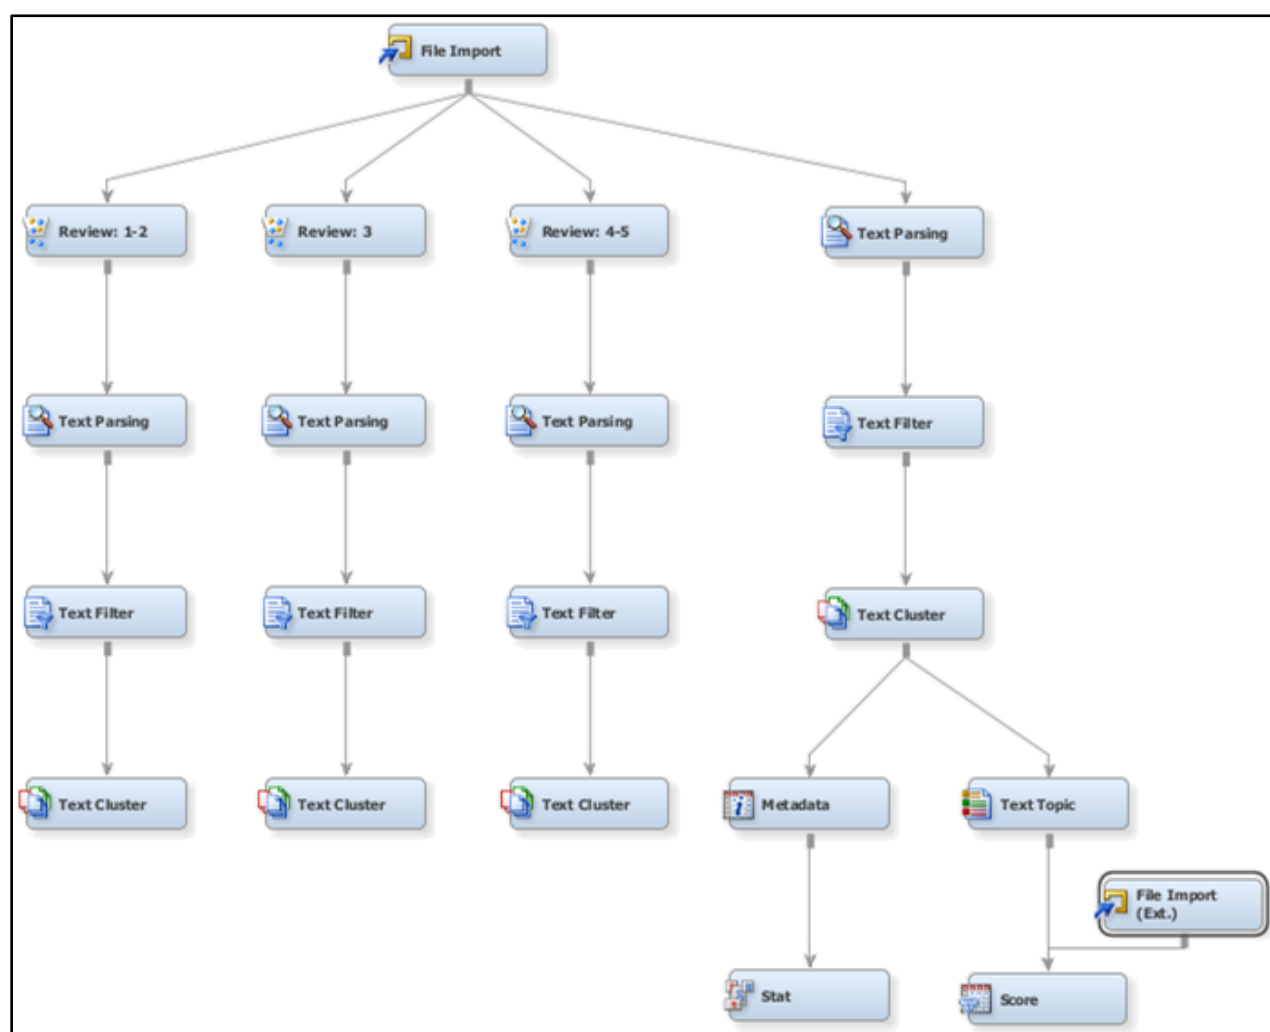 File Import
Review: 1-2
Review: 3
Review: 4-5
Text Parsing
Text Parsing
Text Parsing
Text Parsing
Text Filter
Text Filter
Text Filter
Text Filter
Text Cluster
Text Cluster
Text Cluster
Text Cluster
Metadata
Text Topic
File Import
(Ext.)
Stat
Score